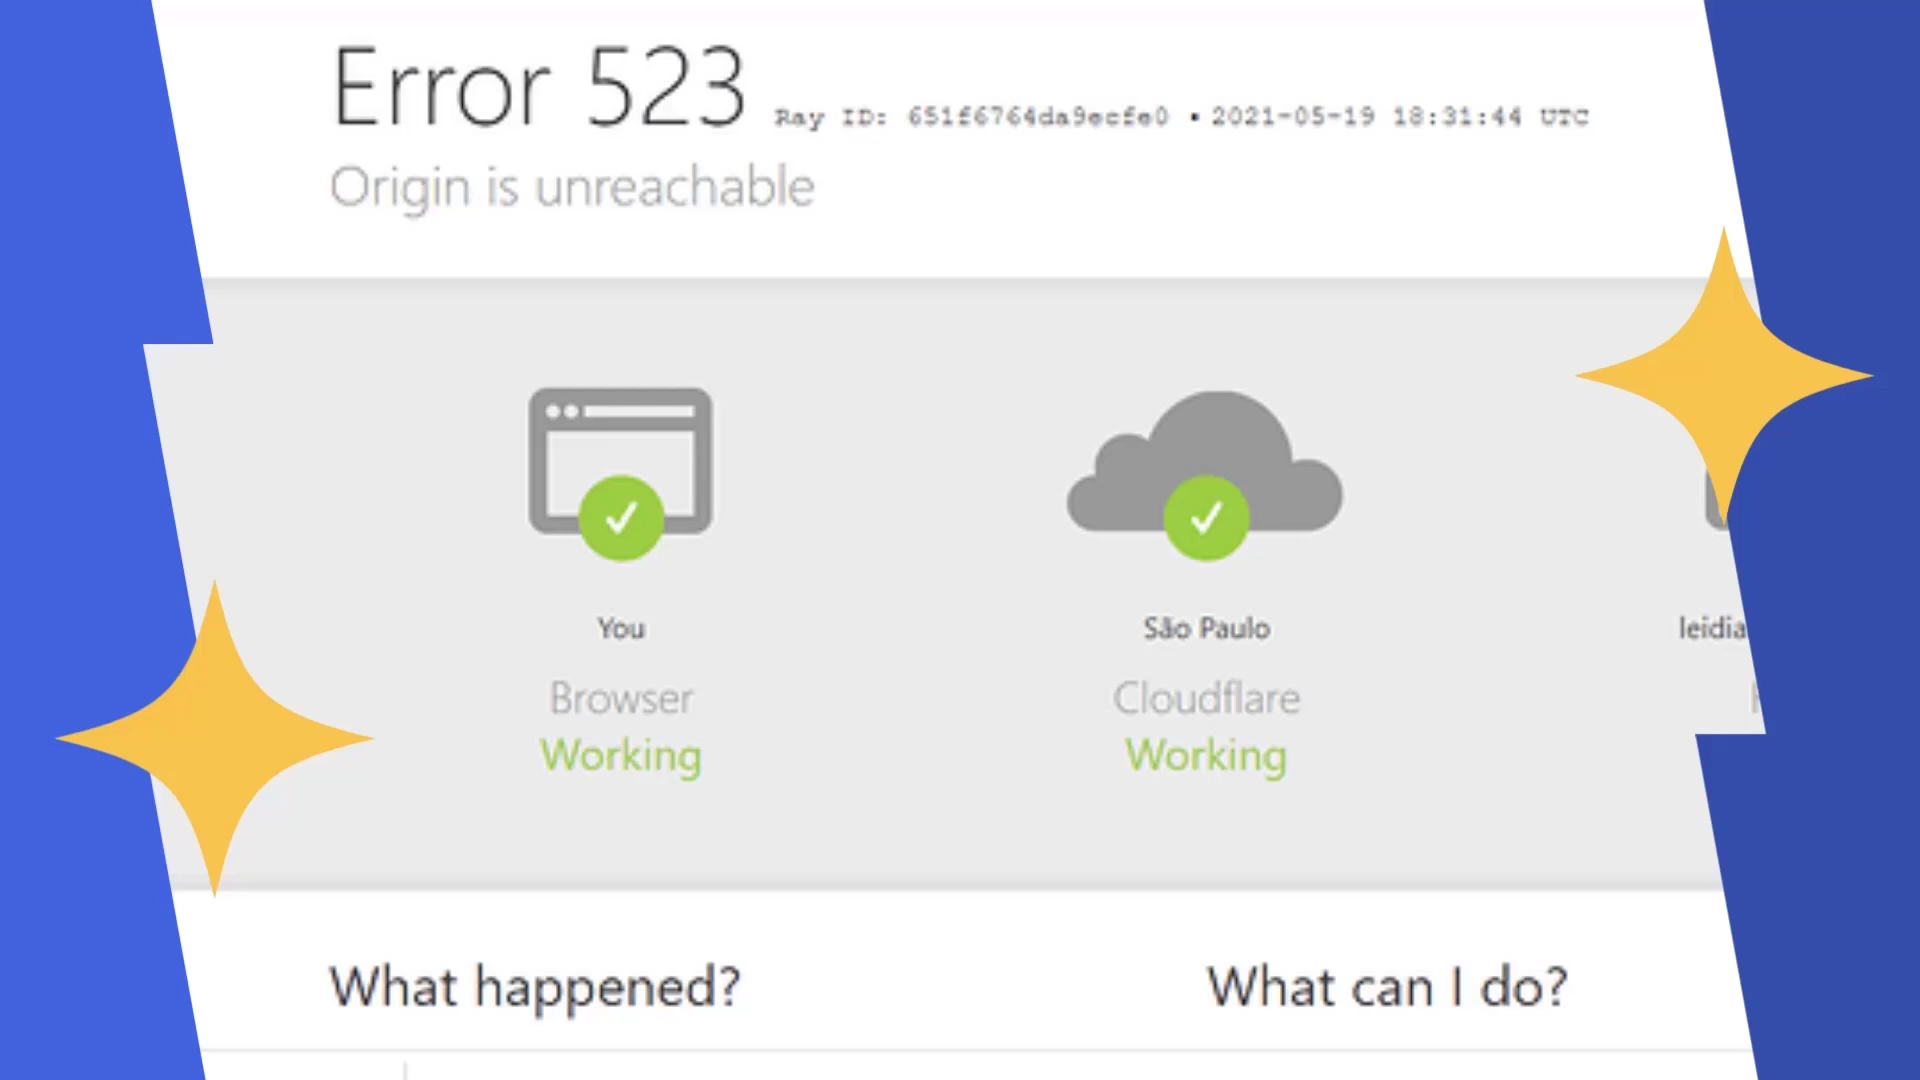 Error 523 Ray ID: 651f6764da9ecfe0 • 2021-05-19 18:31:44 UTC
Origin is unreachable
You
São Paulo
leidia
Browser
Cloudflare
Working
Working
What happened?
What can I do?